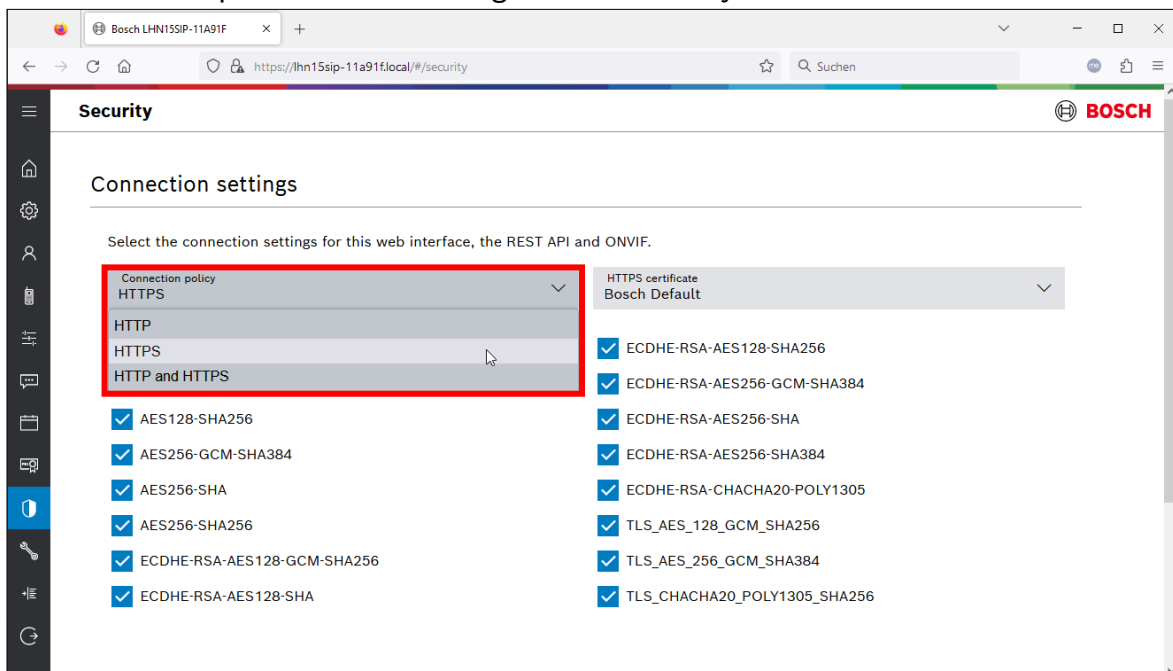 Bosch LHN15SIP-11A91F
https://lhn15sip-11a91f.local/#/security
Suchen
me
Security
BOSCH
Connection settings
Select the connection settings for this web interface, the REST API and ONVIF.
Connection policy
HTTPS
HTTPS certificate
Bosch Default
HTTP
HTTPS
HTTP and HTTPS
AES128-SHA256
AES256-GCM-SHA384
AES256-SHA
AES256-SHA256
ECDHE-RSA-AES128-GCM-SHA256
ECDHE-RSA-AES128-SHA
ECDHE-RSA-AES128-SHA256
ECDHE-RSA-AES256-GCM-SHA384
ECDHE-RSA-AES256-SHA
ECDHE-RSA-AES256-SHA384
ECDHE-RSA-CHACHA20-POLY1305
TLS_AES_128_GCM_SHA256
TLS_AES_256_GCM_SHA384
TLS_CHACHA20_POLY1305_SHA256